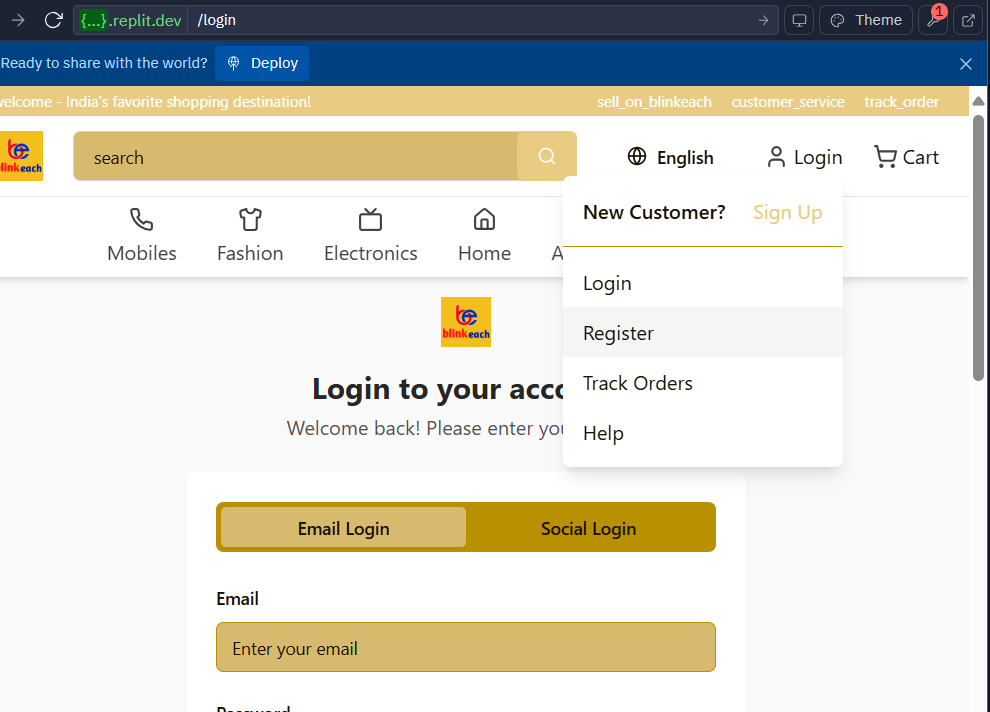 {...}.replit.dev /login
Theme
1
Ready to share with the world? Deploy
elcome - India's favorite shopping destination! sell_on_blinkeach customer_service track_order
be
blinkeach
search
English
Login
Cart
New Customer? Sign Up
Mobiles
Fashion
Electronics
Home
A
Login
Register
Track Orders
Help
be
blinkeach
Login to your acco
Welcome back! Please enter you
Email Login
Social Login
Email
Enter your email
Password